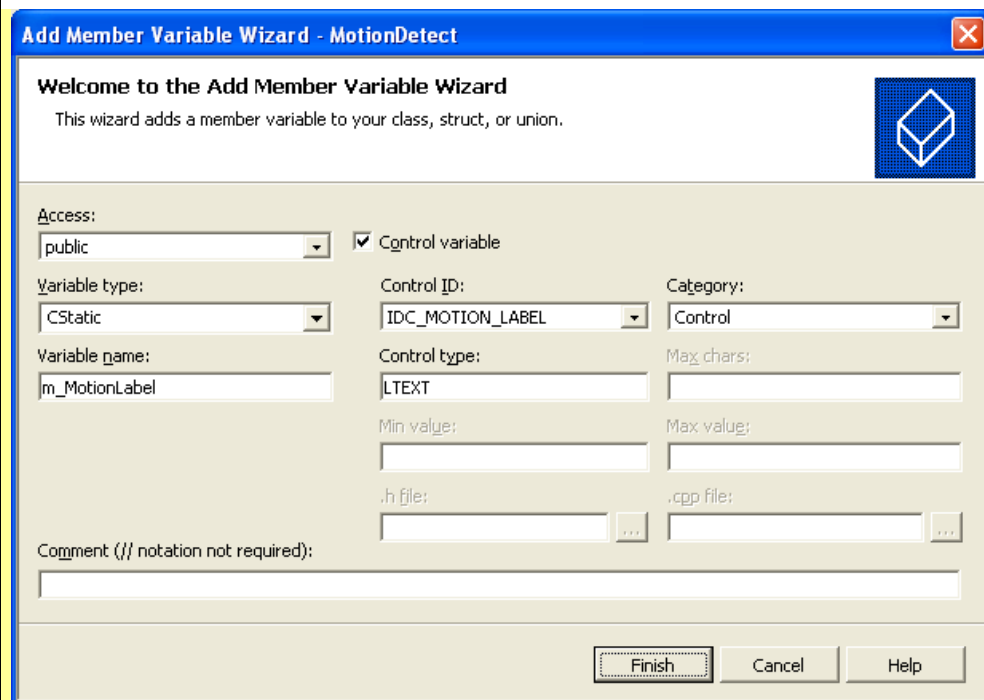 Add Member Variable Wizard - MotionDetect
Welcome to the Add Member Variable Wizard
This wizard adds a member variable to your class, struct, or union.
Access:
public
Control variable
Variable type:
Control ID:
Category:
CStatic
IDC_MOTION_LABEL
Control
Variable name:
Control type:
Max chars:
m_MotionLabel
LTEXT
Min value:
Max value:
.h file:
.cpp file:
...
...
Comment (// notation not required):
Finish
Cancel
Help